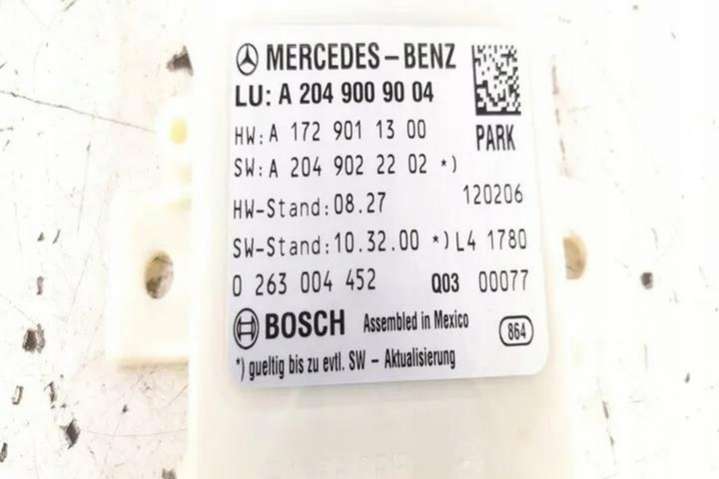 MERCEDES-BENZ
LU: A 204 900 90 04
HW: A 172 901 13 00
PARK
SW: A 204 902 22 02 *)
HW-Stand: 08.27 120206
SW-Stand: 10.32.00 *) L4 1780
0 263 004 452 Q03 00077
BOSCH Assembled in Mexico 864
*) gueltig bis zu evtl. SW - Aktualisierung